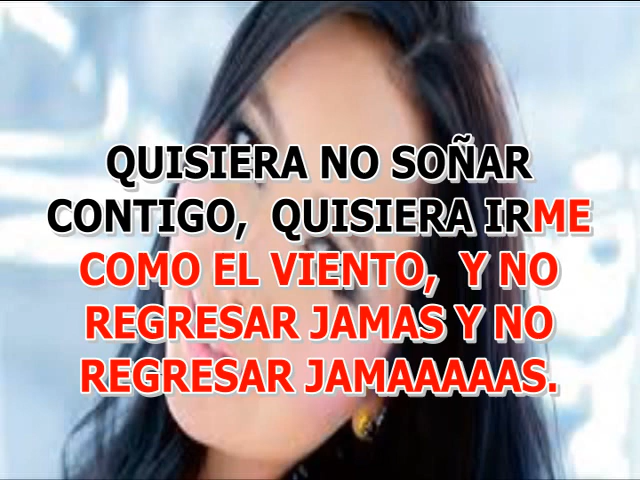 QUISIERA NO SOÑAR
CONTIGO,  QUISIERA IRME
COMO EL VIENTO,  Y NO
REGRESAR JAMAS Y NO
REGRESAR JAMAAAAAS.